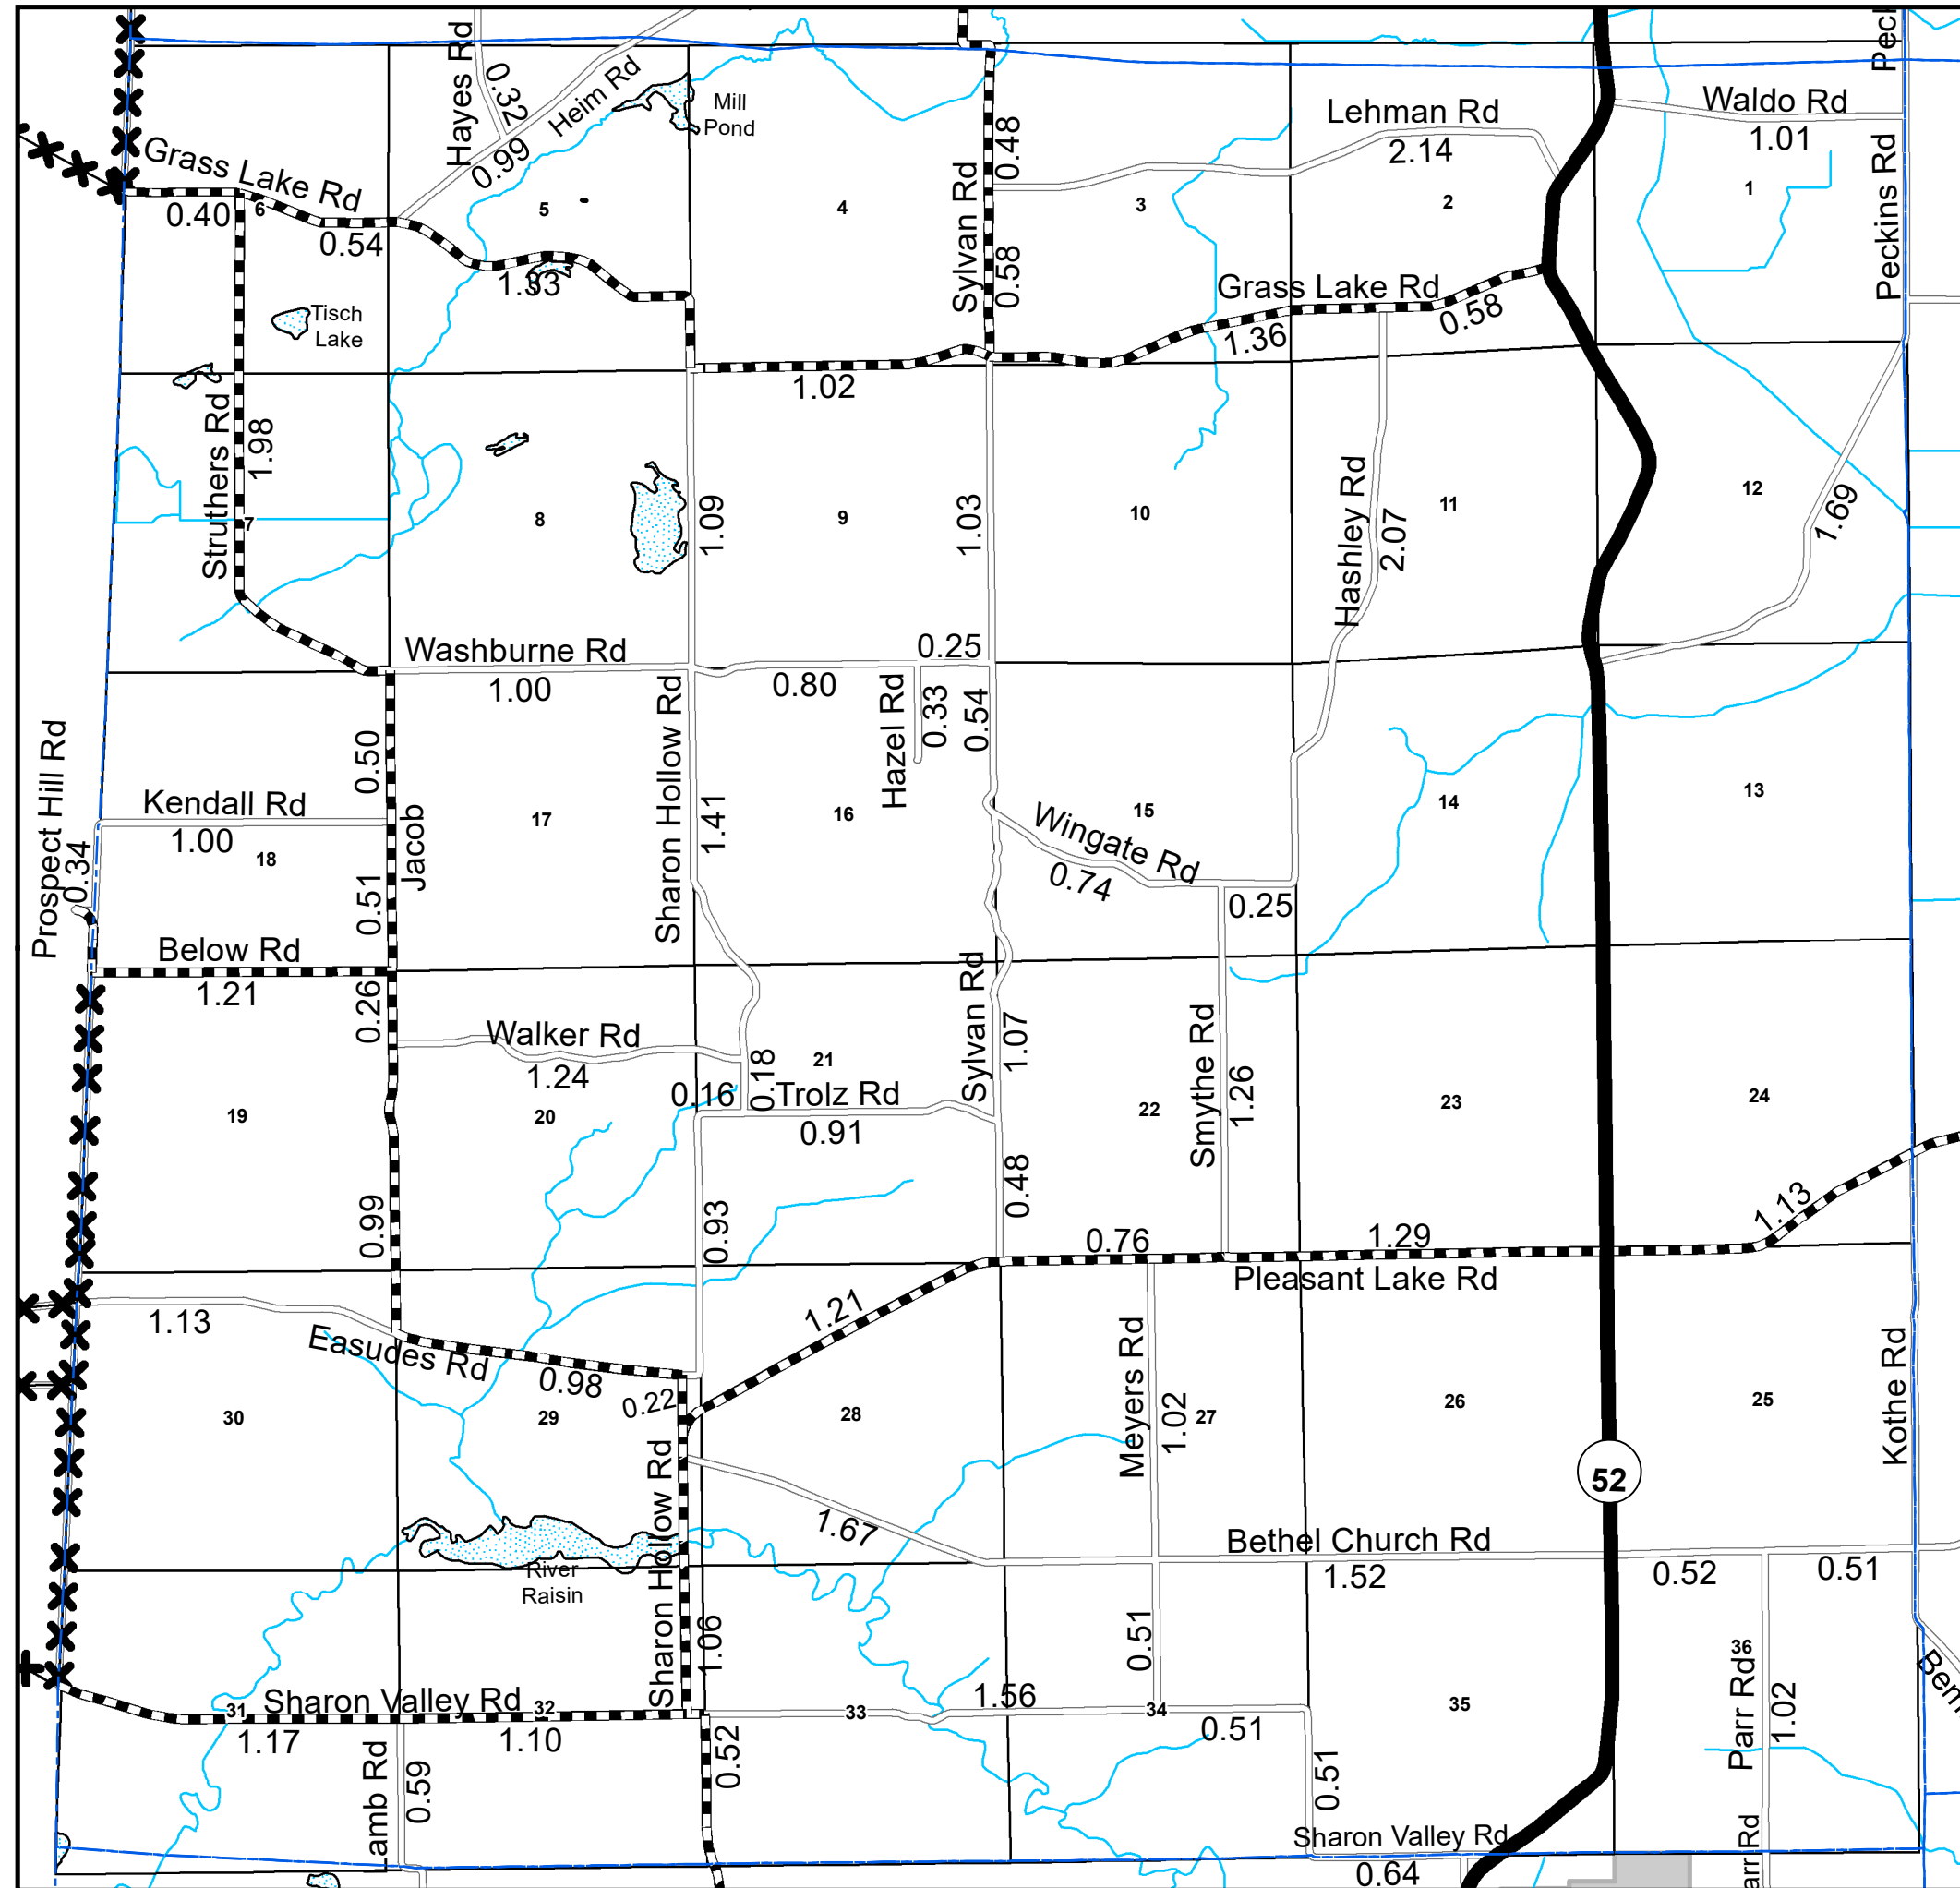 Hayes Rd
0.32
Heim Rd
0.99
Mill
Pond
Peck
Lehman Rd
2.14
Waldo Rd
1.01
Grass Lake Rd
0.40
6
0.54
5
4
Sylvan Rd
0.48
3
2
1
Peckins Rd
1.33
0.58
Grass Lake Rd
1.36
0.58
Tisch
Lake
1.02
Struthers Rd
1.98
7
8
1.09
9
1.03
10
Hashley Rd
2.07
11
12
1.69
Washburne Rd
1.00
0.80
0.25
Hazel Rd
0.33
0.54
Prospect Hill Rd
0.50
Kendall Rd
1.00
18
0.34
Jacob
0.51
17
Sharon Hollow Rd
1.41
16
Wingate Rd
0.74
15
0.25
14
13
Below Rd
1.21
0.26
Walker Rd
1.24
0.18
21
0.16
Trolz Rd
0.91
Sylvan Rd
1.07
Smythe Rd
1.26
19
20
22
23
24
0.99
0.93
0.48
0.76
1.29
1.13
Pleasant Lake Rd
1.13
Easudes Rd
0.98
0.22
1.21
Meyers Rd
1.02
Kothe Rd
30
29
28
27
26
25
52
Sharon Hollow Rd
1.67
Bethel Church Rd
1.52
0.52
0.51
River
Raisin
1.06
0.51
36
Parr Rd
1.02
Bem
31
Sharon Valley Rd
32
1.17
1.10
33
1.56
34
0.51
35
amb Rd
0.59
0.52
0.51
Sharon Valley Rd
0.64
arr Rd